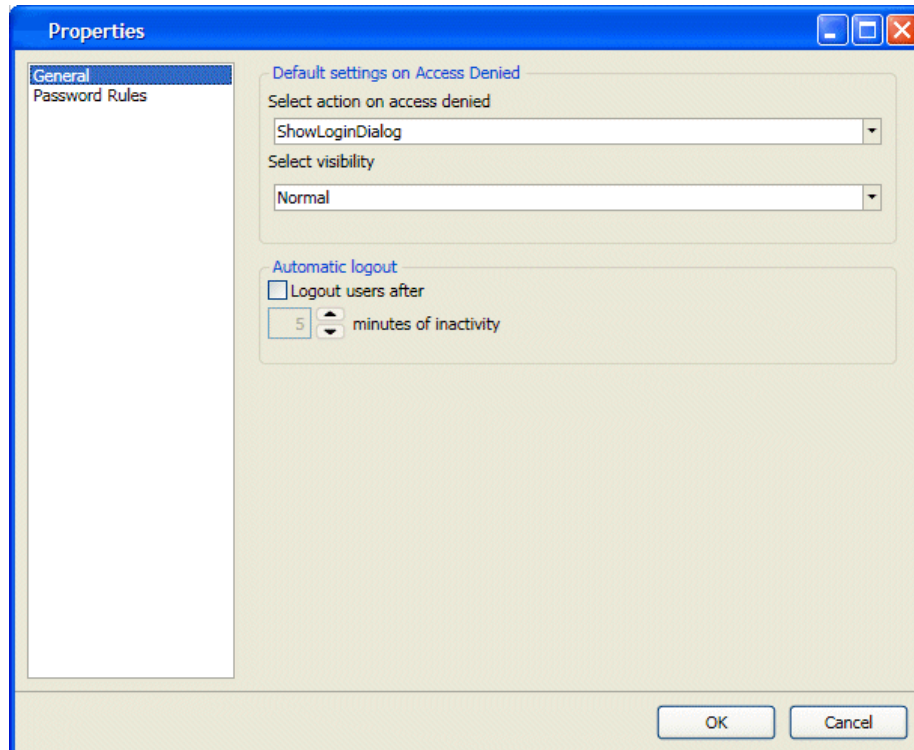 Properties
General
Password Rules
Default settings on Access Denied
Select action on access denied
ShowLoginDialog
Select visibility
Normal
Automatic logout
Logout users after
5 minutes of inactivity
OK Cancel